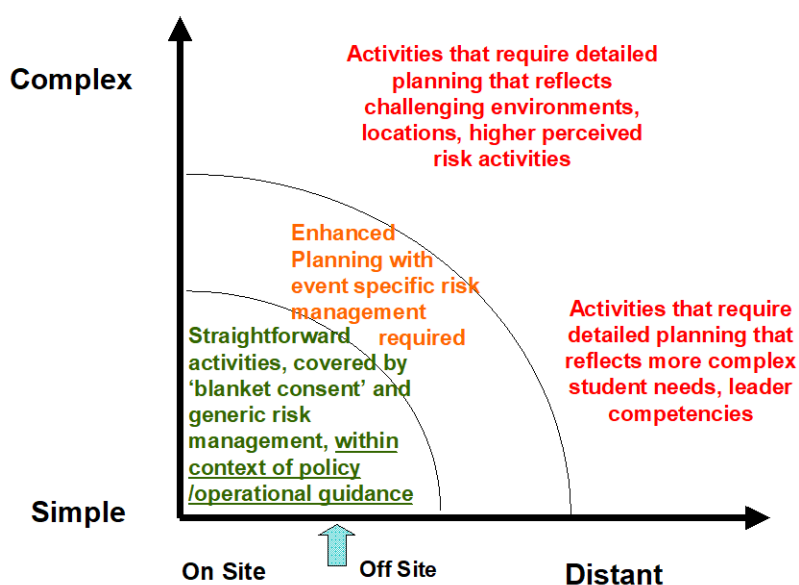 Complex
Activities that require detailed
planning that reflects
challenging environments,
locations, higher perceived
risk activities
Enhanced
Planning with
event specific risk
management
required
Activities that require
detailed planning that
reflects more complex
student needs, leader
competencies
Straightforward
activities, covered by
‘blanket consent’ and
generic risk
management, within
context of policy
/operational guidance
Simple
On Site
Off Site
Distant